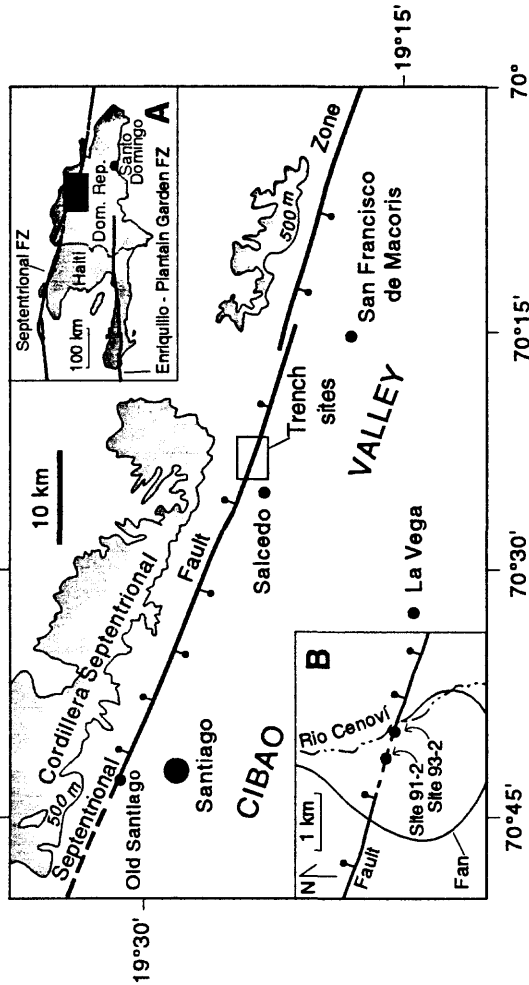 Septentrional FZ
100 km
Haiti
Dom. Rep.
Santo
Domingo
A
Enriquillo - Plantain Garden FZ
10 km
500 m
Cordillera Septentrional
Septentrional
Fault
Zone
500 m
Old Santiago
Santiago
Salcedo
Trench
sites
San Francisco
de Macoris
CIBAO
VALLEY
La Vega
N
1 km
B
Rio Cenoví
Fault
Site 91-2
Site 93-2
Fan
19°30'
19°15'
70°45'
70°30'
70°15'
70°